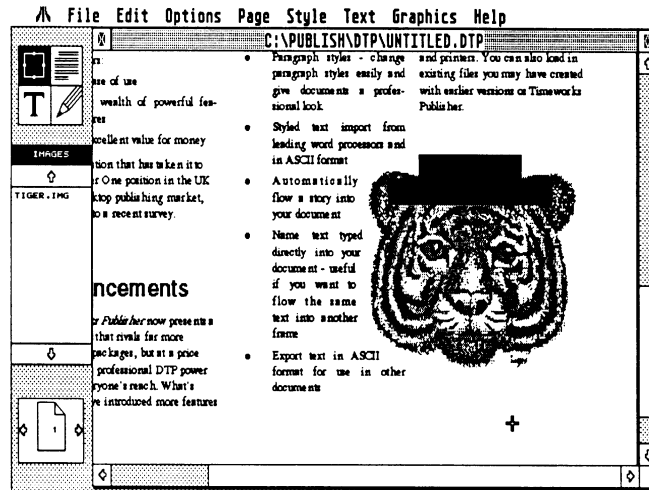 File Edit Options Page Style Text Graphics Help
C:\PUBLISH\DTP\UNTITLED.DTP
T
IMAGES
TIGER.IMG
1
of use
wealth of powerful fea-
cellent value for money
tion that has taken it to
One position in the UK
ktop publishing market,
to a recent survey.
ncements
Publisher now presents a
that rivals far more
packages, but at a price
professional DTP power
ryone's reach. What's
ve introduced more features
• Paragraph styles - change
paragraph styles easily and
give documents a profes-
sional look
• Styled text import from
leading word processors and
in ASCII format
• Automatically
flow a story into
your document
• Name text typed
directly into your
document - useful
if you want to
flow the same
text into another
frame
• Export text in ASCII
format for use in other
documents
and printers. You can also load in
existing files you may have created
with earlier versions os Timeworks
Publisher.